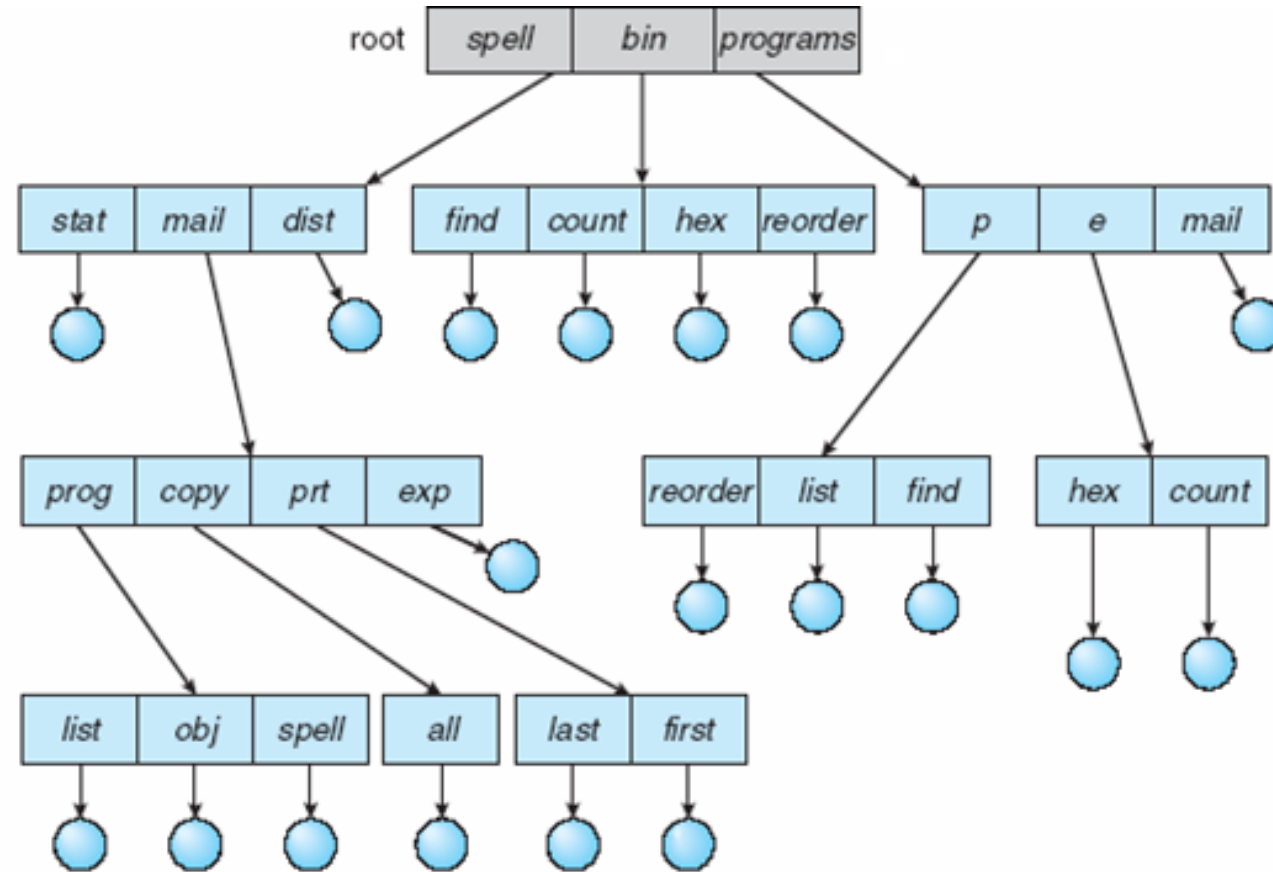 root spell bin programs
stat mail dist find count hex reorder p e mail
prog copy prt exp reorder list find hex count
list obj spell all last first